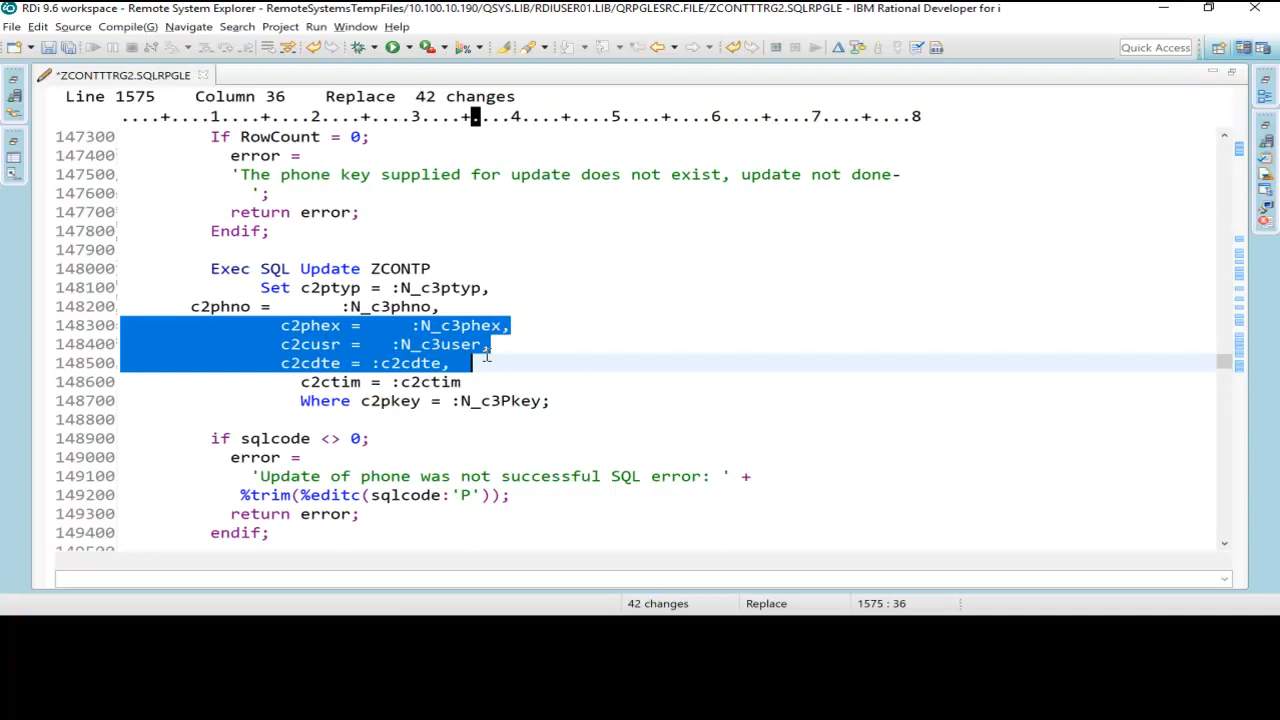 RDi 9.6 workspace - Remote System Explorer - RemoteSystemsTempFiles/10.100.10.190/QSYS.LIB/RDIUSER01.LIB/QRPGLESRC.FILE/ZCONTTTRG2.SQLRPGLE - IBM Rational Developer for i
File Edit Source Compile(G) Navigate Search Project Run Window Help
Quick Access
*ZCONTTTRG2.SQLRPGLE
Line 1575 Column 36 Replace 42 changes
....+....1....+....2....+....3....+....4....+....5....+....6....+....7....+....8
147300 If RowCount = 0;
147400 error =
147500 'The phone key supplied for update does not exist, update not done-
147600 ';
147700 return error;
147800 Endif;
147900
148000 Exec SQL Update ZCONTP
148100 Set c2ptyp = :N_c3ptyp,
148200 c2phno = :N_c3phno,
148300 c2phex = :N_c3phex,
148400 c2cusr = :N_c3user,
148500 c2cdte = :c2cdte,
148600 c2ctim = :c2ctim
148700 Where c2pkey = :N_c3Pkey;
148800
148900 if sqlcode <> 0;
149000 error =
149100 'Update of phone was not successful SQL error: ' +
149200 %trim(%editc(sqlcode:'P'));
149300 return error;
149400 endif;
149500
42 changes Replace 1575 : 36